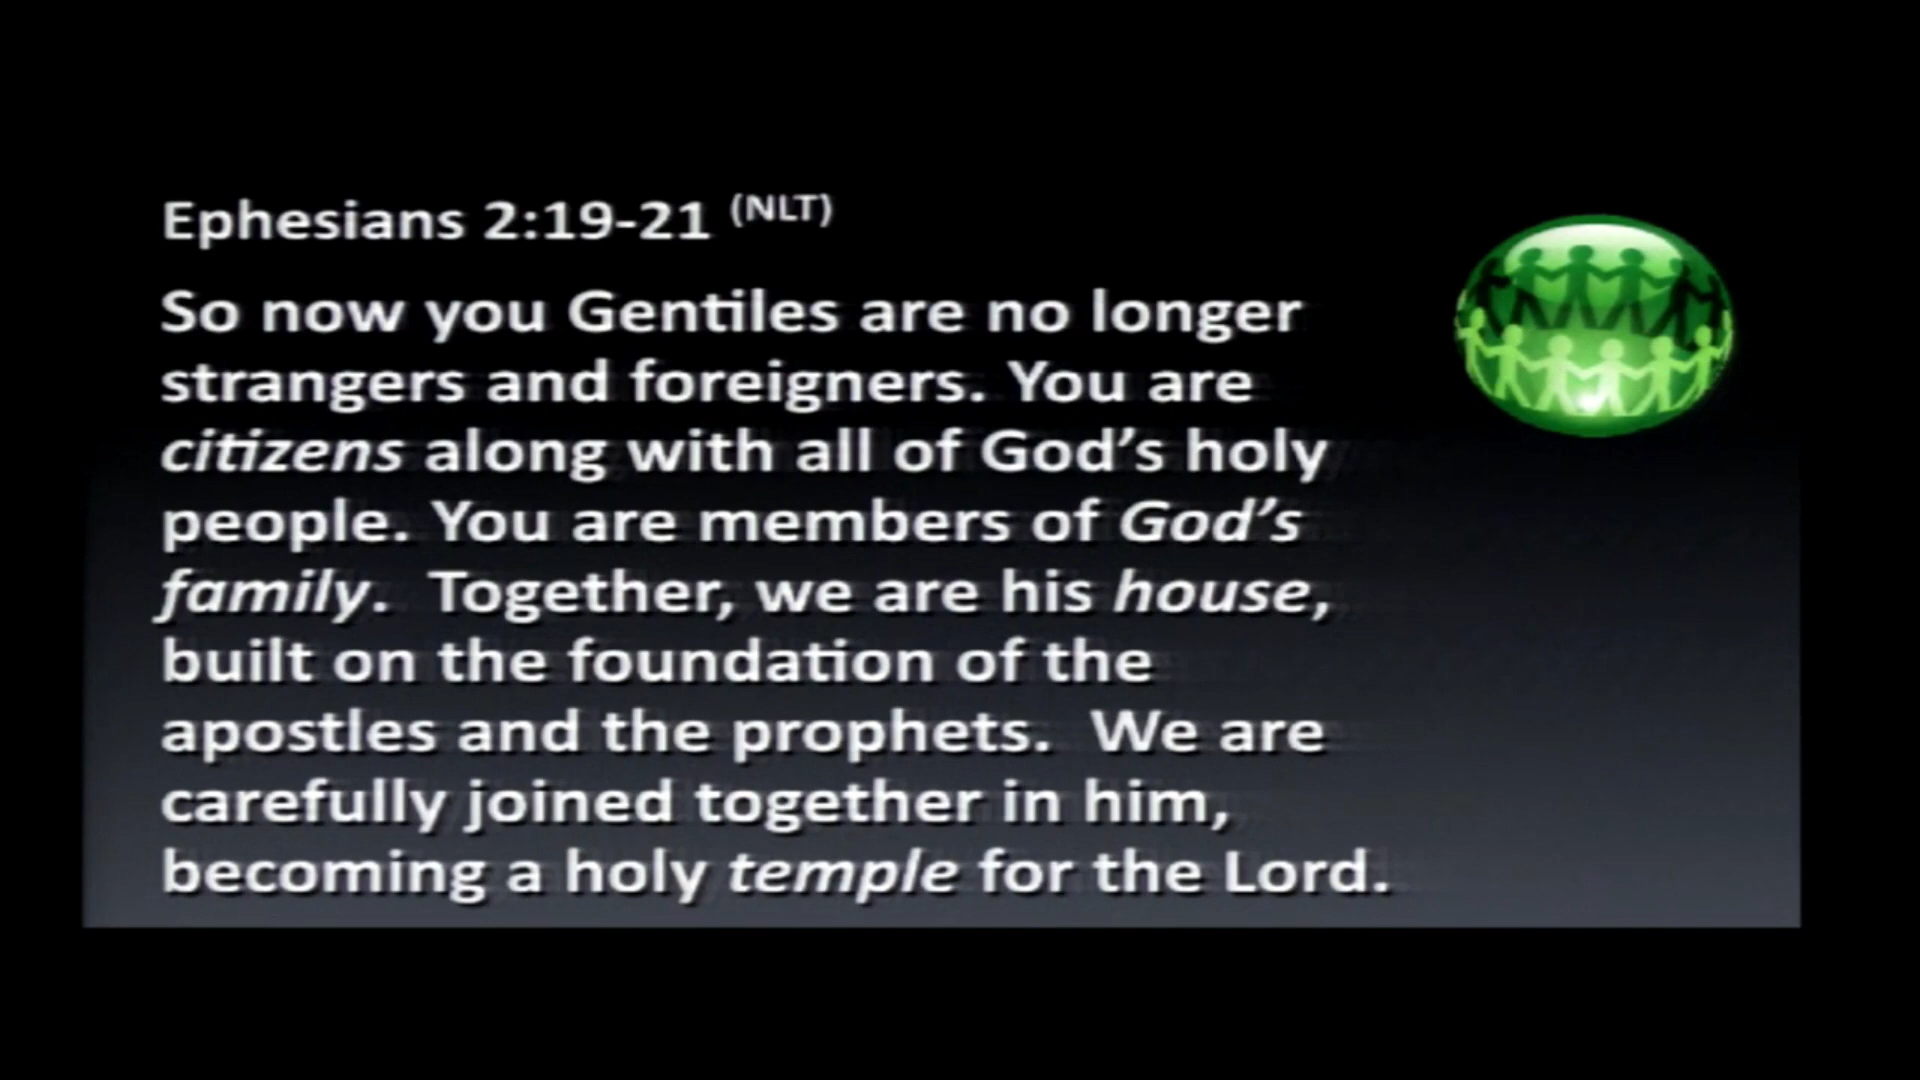 Ephesians 2:19-21 (NLT)
So now you Gentiles are no longer
strangers and foreigners. You are
citizens along with all of God’s holy
people. You are members of God’s
family. Together, we are his house,
built on the foundation of the
apostles and the prophets. We are
carefully joined together in him,
becoming a holy temple for the Lord.